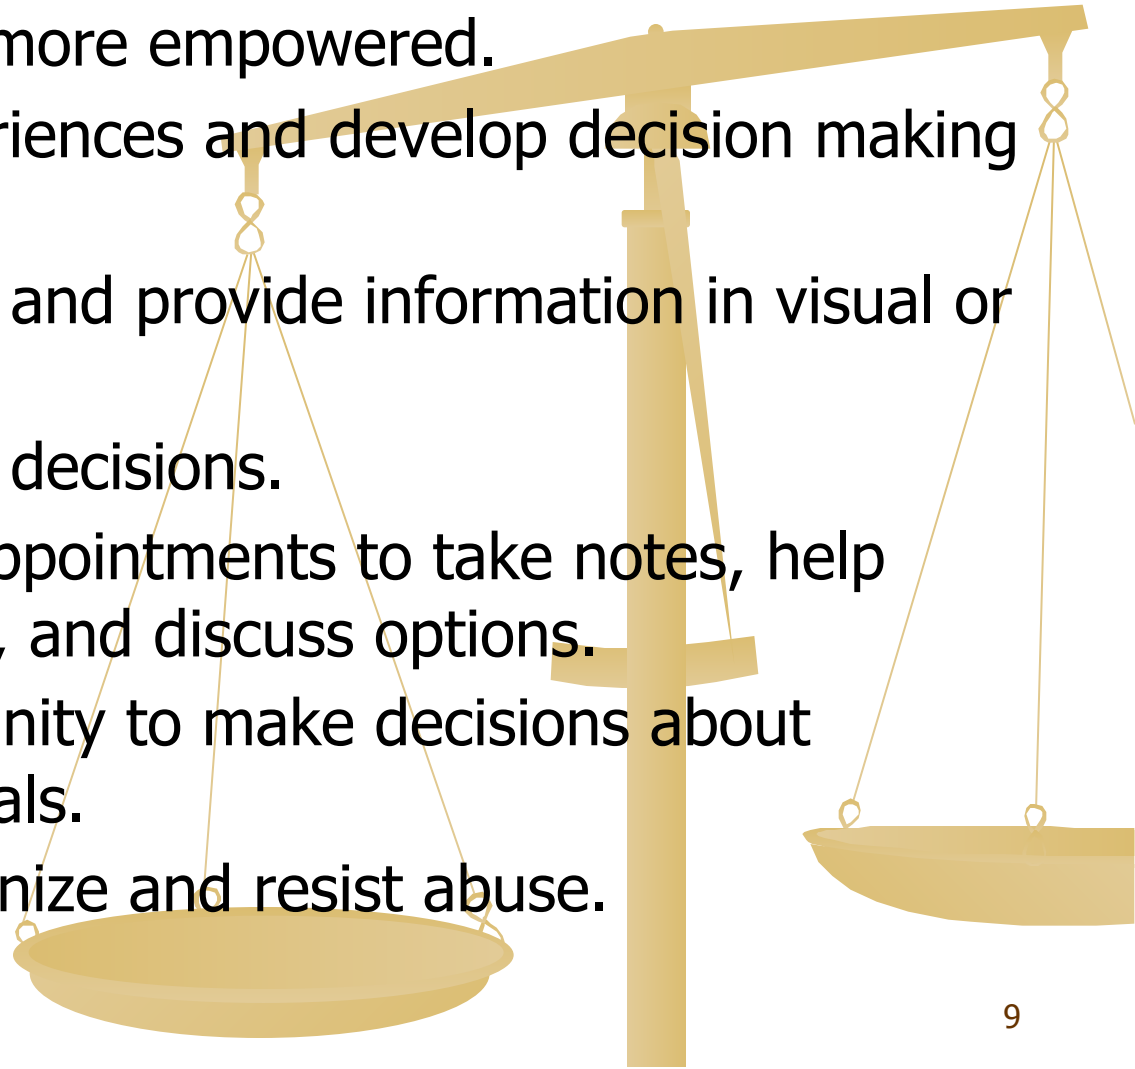 more empowered.
riences and develop decision making
and provide information in visual or
decisions.
ppointments to take notes, help
, and discuss options.
nity to make decisions about
als.
nize and resist abuse.
9